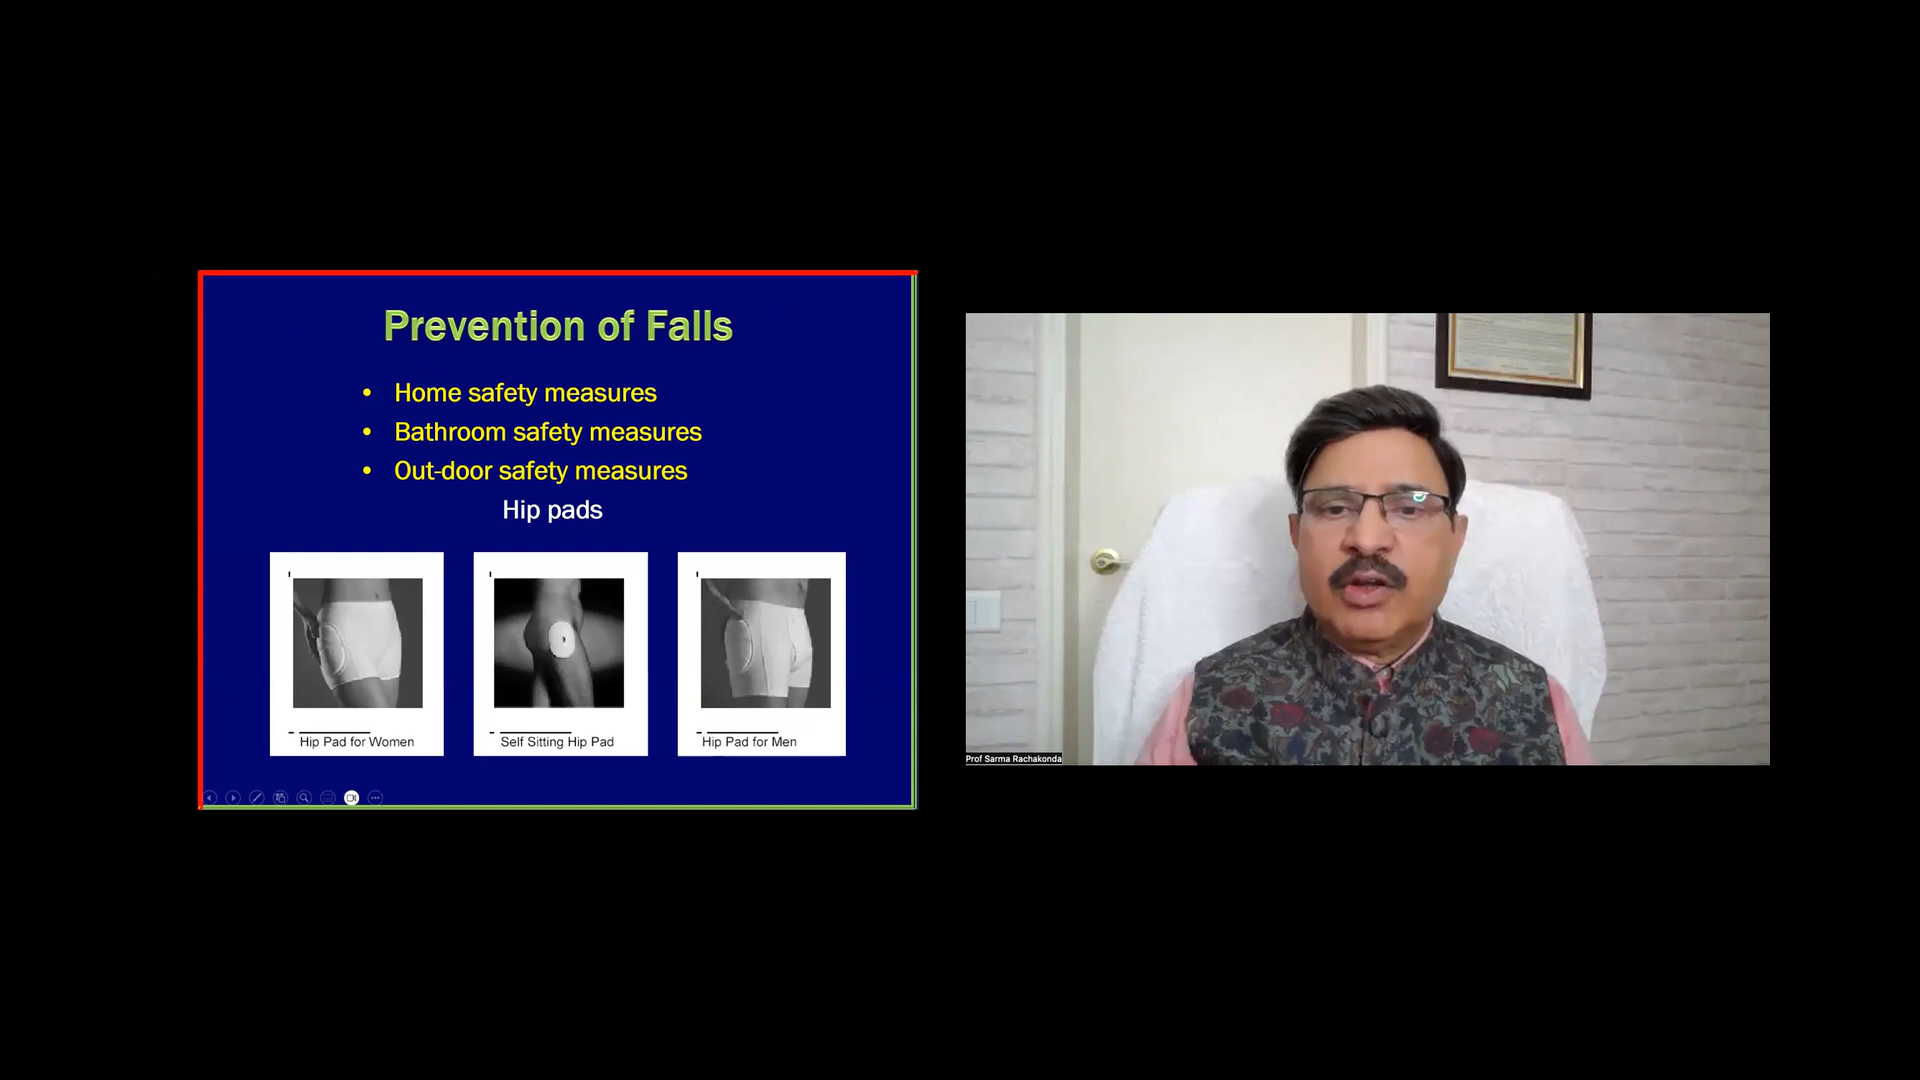 Prevention of Falls
• Home safety measures
• Bathroom safety measures
• Out-door safety measures
Hip pads
Hip Pad for Women
Self Sitting Hip Pad
Hip Pad for Men
Prof Sarma Rachakonda